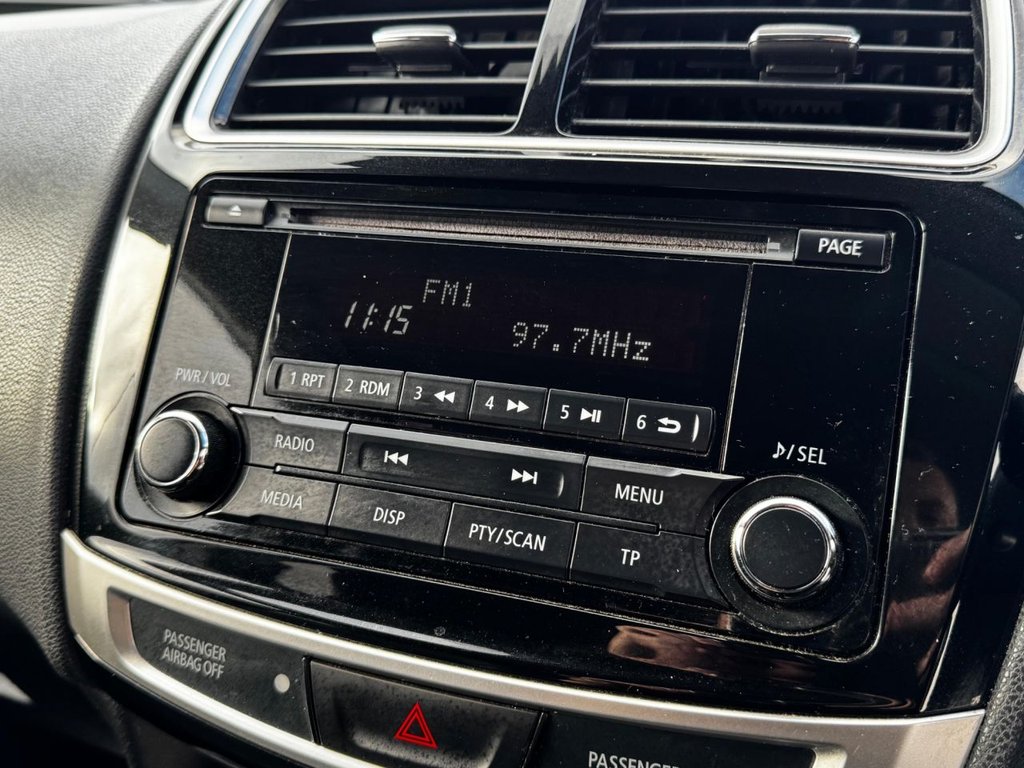 PAGE
FM1
11:15
97.7MHz
PWR/VOL
1 RPT
2 RDM
3
4
5
6
RADIO
MENU
/SEL
MEDIA
DISP
PTY/SCAN
TP
PASSENGER
AIRBAG OFF
PASSENGER